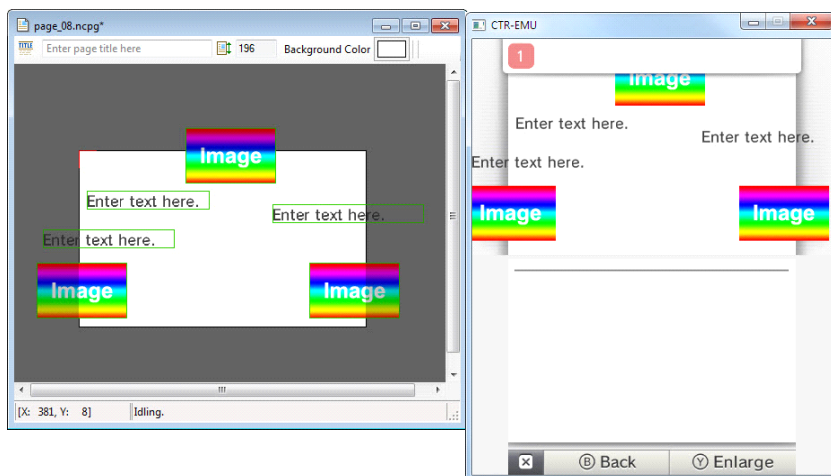 page_08.ncpg*
TITLE
Enter page title here
196
Background Color
Image
Enter text here.
Enter text here.
Enter text here.
Image
Image
[X: 381, Y: 8]
Idling.
CTR-EMU
1
Image
Enter text here.
Enter text here.
Enter text here.
Image
Image
B Back
Y Enlarge